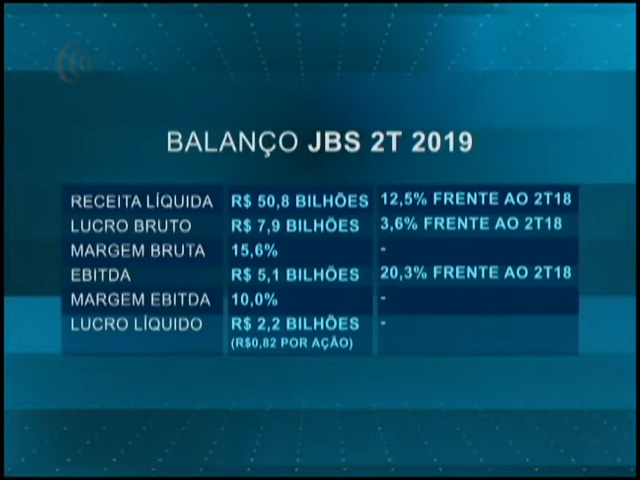 BALANÇO JBS 2T 2019
RECEITA LÍQUIDA R$ 50,8 BILHÕES 12,5% FRENTE AO 2T18
LUCRO BRUTO R$ 7,9 BILHÕES 3,6% FRENTE AO 2T18
MARGEM BRUTA 15,6% -
EBITDA R$ 5,1 BILHÕES 20,3% FRENTE AO 2T18
MARGEM EBITDA 10,0% -
LUCRO LÍQUIDO R$ 2,2 BILHÕES -
(R$0,82 POR AÇÃO)